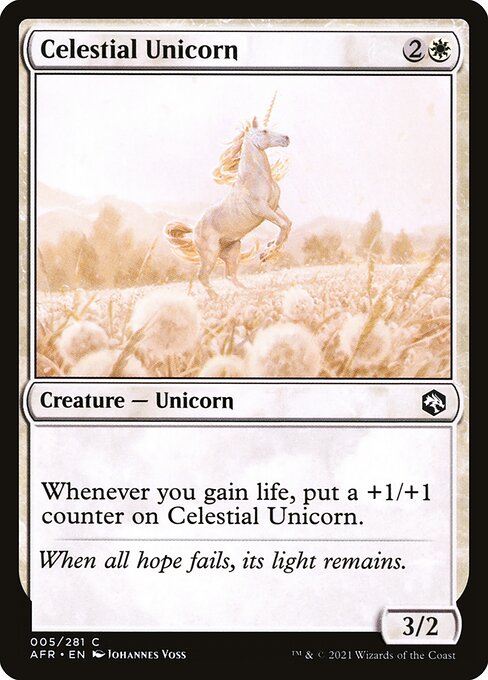 Celestial Unicorn 2
Creature — Unicorn
Whenever you gain life, put a +1/+1
counter on Celestial Unicorn.
When all hope fails, its light remains.
3/2
005/281 C
AFR • EN Johannes Voss
™ & © 2021 Wizards of the Coast